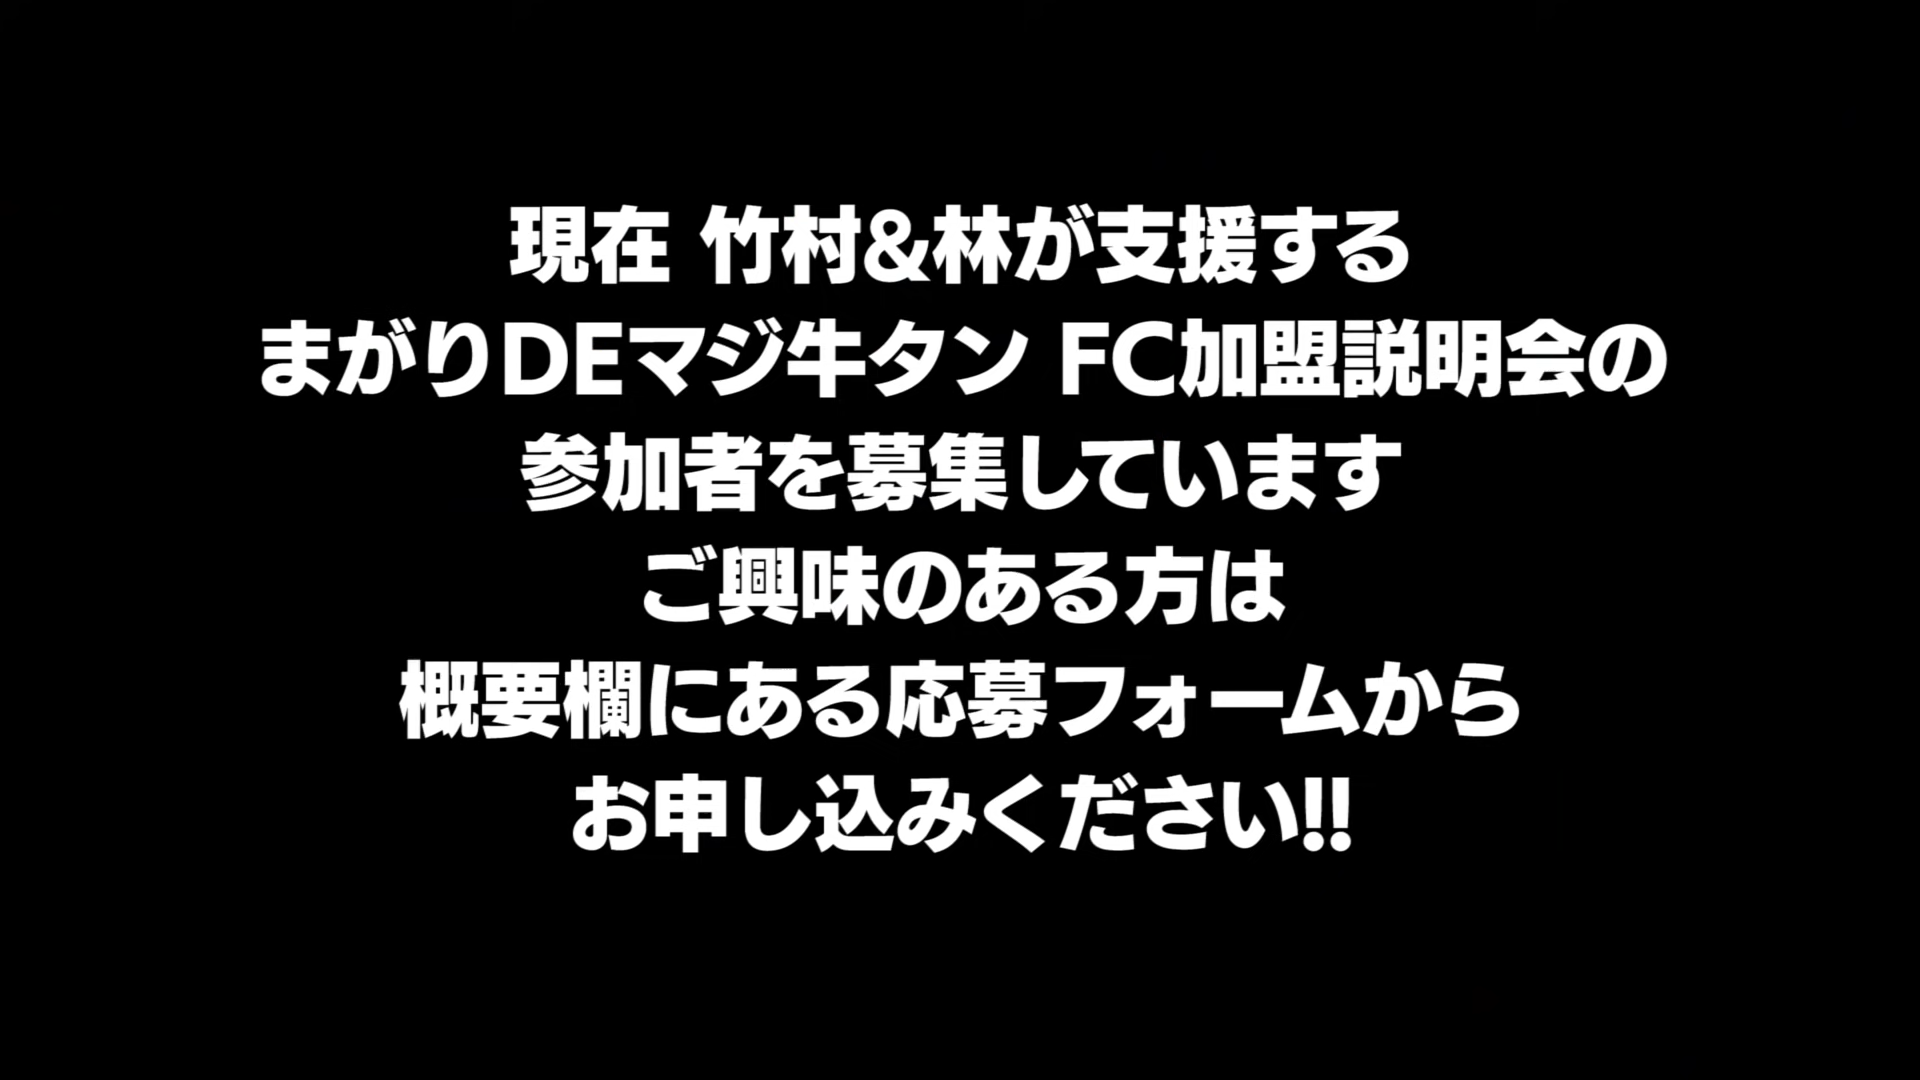 現在 竹村&林が支援する
まがりDEマジ牛タン FC加盟説明会の
参加者を募集しています
ご興味のある方は
概要欄にある応募フォームから
お申し込みください!!